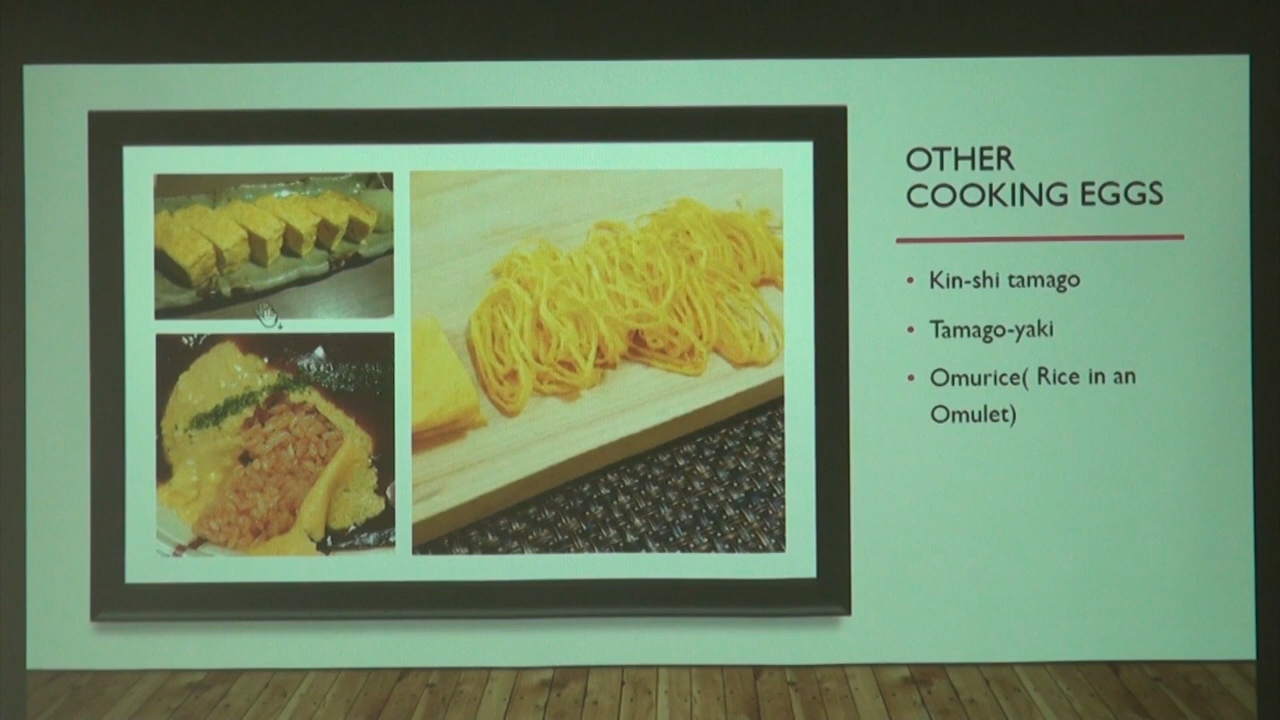 OTHER
COOKING EGGS
• Kin-shi tamago
• Tamago-yaki
• Omurice( Rice in an
Omulet)